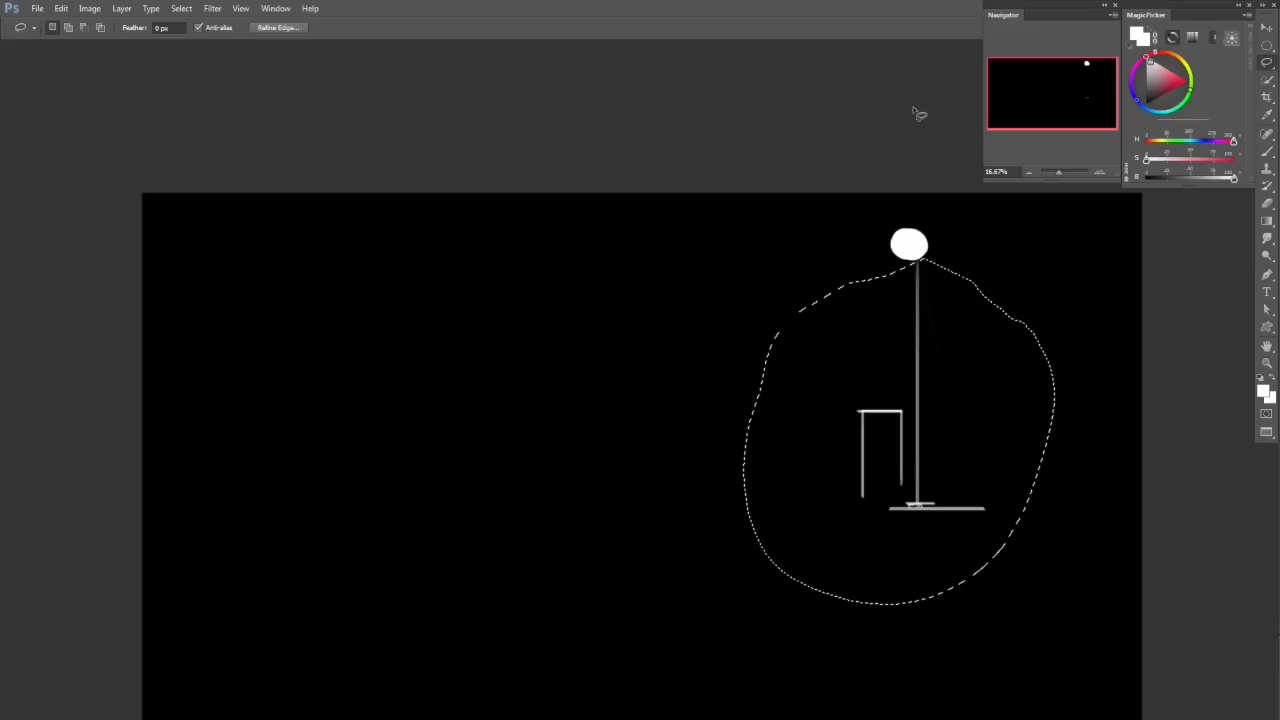 Ps File Edit Image Layer Type Select Filter View Window Help
Feather: 0 px Anti-alias Refine Edge...
Navigator
16.67%
MagicPicker
H
S
B
T